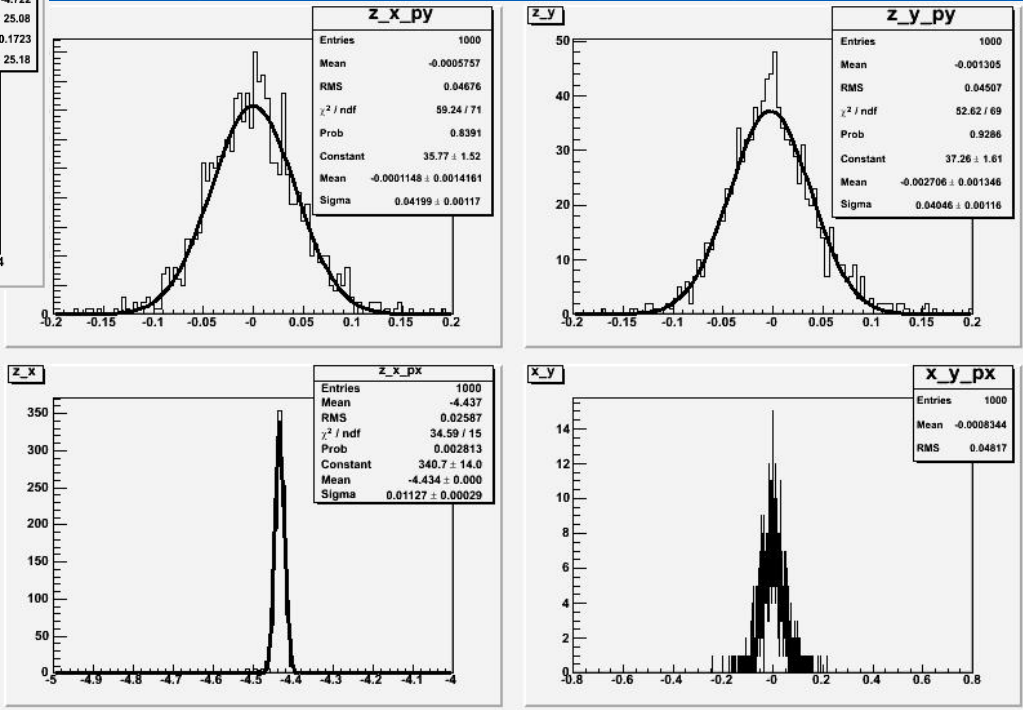 -4.722
25.08
0.1723
25.18
4
z_x_py
Entries 1000
Mean -0.0005757
RMS 0.04676
χ² / ndf 59.24 / 71
Prob 0.8391
Constant 35.77 ± 1.52
Mean -0.0001148 ± 0.0014161
Sigma 0.04199 ± 0.00117
0
-0.2 -0.15 -0.1 -0.05 -0 0.05 0.1 0.15 0.2
z_y
z_y_py
Entries 1000
Mean -0.001305
RMS 0.04507
χ² / ndf 52.62 / 69
Prob 0.9286
Constant 37.26 ± 1.61
Mean -0.002706 ± 0.001346
Sigma 0.04046 ± 0.00116
50
40
30
20
10
0
-0.2 -0.15 -0.1 -0.05 -0 0.05 0.1 0.15 0.2
z_x
z_x_px
Entries 1000
Mean -4.437
RMS 0.02587
χ² / ndf 34.59 / 15
Prob 0.002813
Constant 340.7 ± 14.0
Mean -4.434 ± 0.000
Sigma 0.01127 ± 0.00029
350
300
250
200
150
100
50
0
-5 -4.9 -4.8 -4.7 -4.6 -4.5 -4.4 -4.3 -4.2 -4.1 -4
x_y
x_y_px
Entries 1000
Mean -0.0008344
RMS 0.04817
14
12
10
8
6
4
2
0
-0.8 -0.6 -0.4 -0.2 -0 0.2 0.4 0.6 0.8